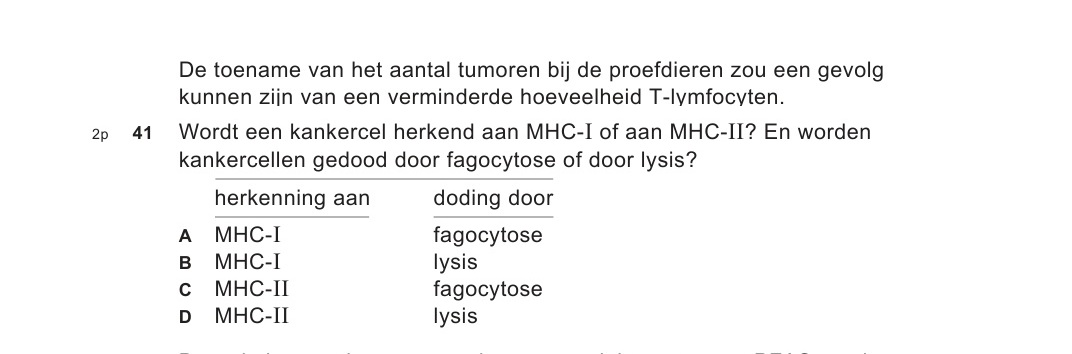 De toename van het aantal tumoren bij de proefdieren zou een gevolg
kunnen zijn van een verminderde hoeveelheid T-lymfocyten.
2p 41 Wordt een kankercel herkend aan MHC-I of aan MHC-II? En worden
kankercellen gedood door fagocytose of door lysis?
herkenning aan doding door
A MHC-I fagocytose
B MHC-I lysis
C MHC-II fagocytose
D MHC-II lysis